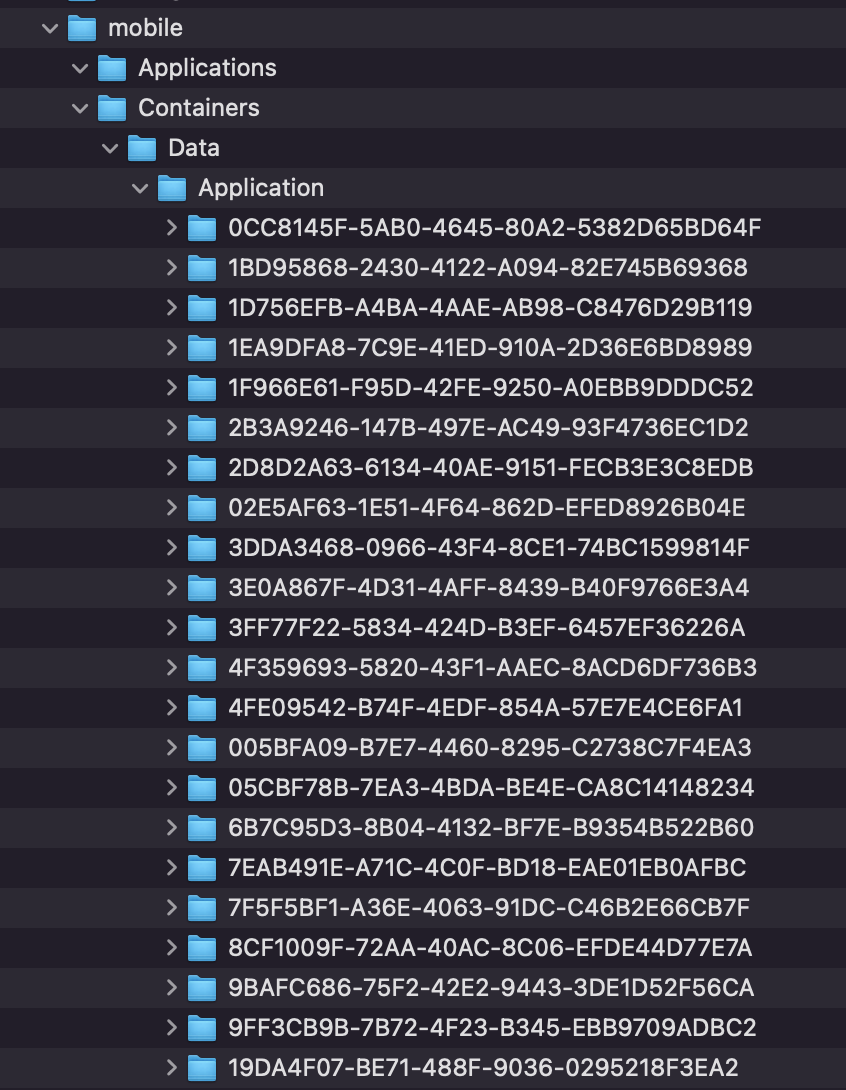 mobile
Applications
Containers
Data
Application
0CC8145F-5AB0-4645-80A2-5382D65BD64F
1BD95868-2430-4122-A094-82E745B69368
1D756EFB-A4BA-4AAE-AB98-C8476D29B119
1EA9DFA8-7C9E-41ED-910A-2D36E6BD8989
1F966E61-F95D-42FE-9250-A0EBB9DDDC52
2B3A9246-147B-497E-AC49-93F4736EC1D2
2D8D2A63-6134-40AE-9151-FECB3E3C8EDB
02E5AF63-1E51-4F64-862D-EFED8926B04E
3DDA3468-0966-43F4-8CE1-74BC1599814F
3E0A867F-4D31-4AFF-8439-B40F9766E3A4
3FF77F22-5834-424D-B3EF-6457EF36226A
4F359693-5820-43F1-AAEC-8ACD6DF736B3
4FE09542-B74F-4EDF-854A-57E7E4CE6FA1
005BFA09-B7E7-4460-8295-C2738C7F4EA3
05CBF78B-7EA3-4BDA-BE4E-CA8C14148234
6B7C95D3-8B04-4132-BF7E-B9354B522B60
7EAB491E-A71C-4C0F-BD18-EAE01EB0AFBC
7F5F5BF1-A36E-4063-91DC-C46B2E66CB7F
8CF1009F-72AA-40AC-8C06-EFDE44D77E7A
9BAFC686-75F2-42E2-9443-3DE1D52F56CA
9FF3CB9B-7B72-4F23-B345-EBB9709ADBC2
19DA4F07-BE71-488F-9036-0295218F3EA2